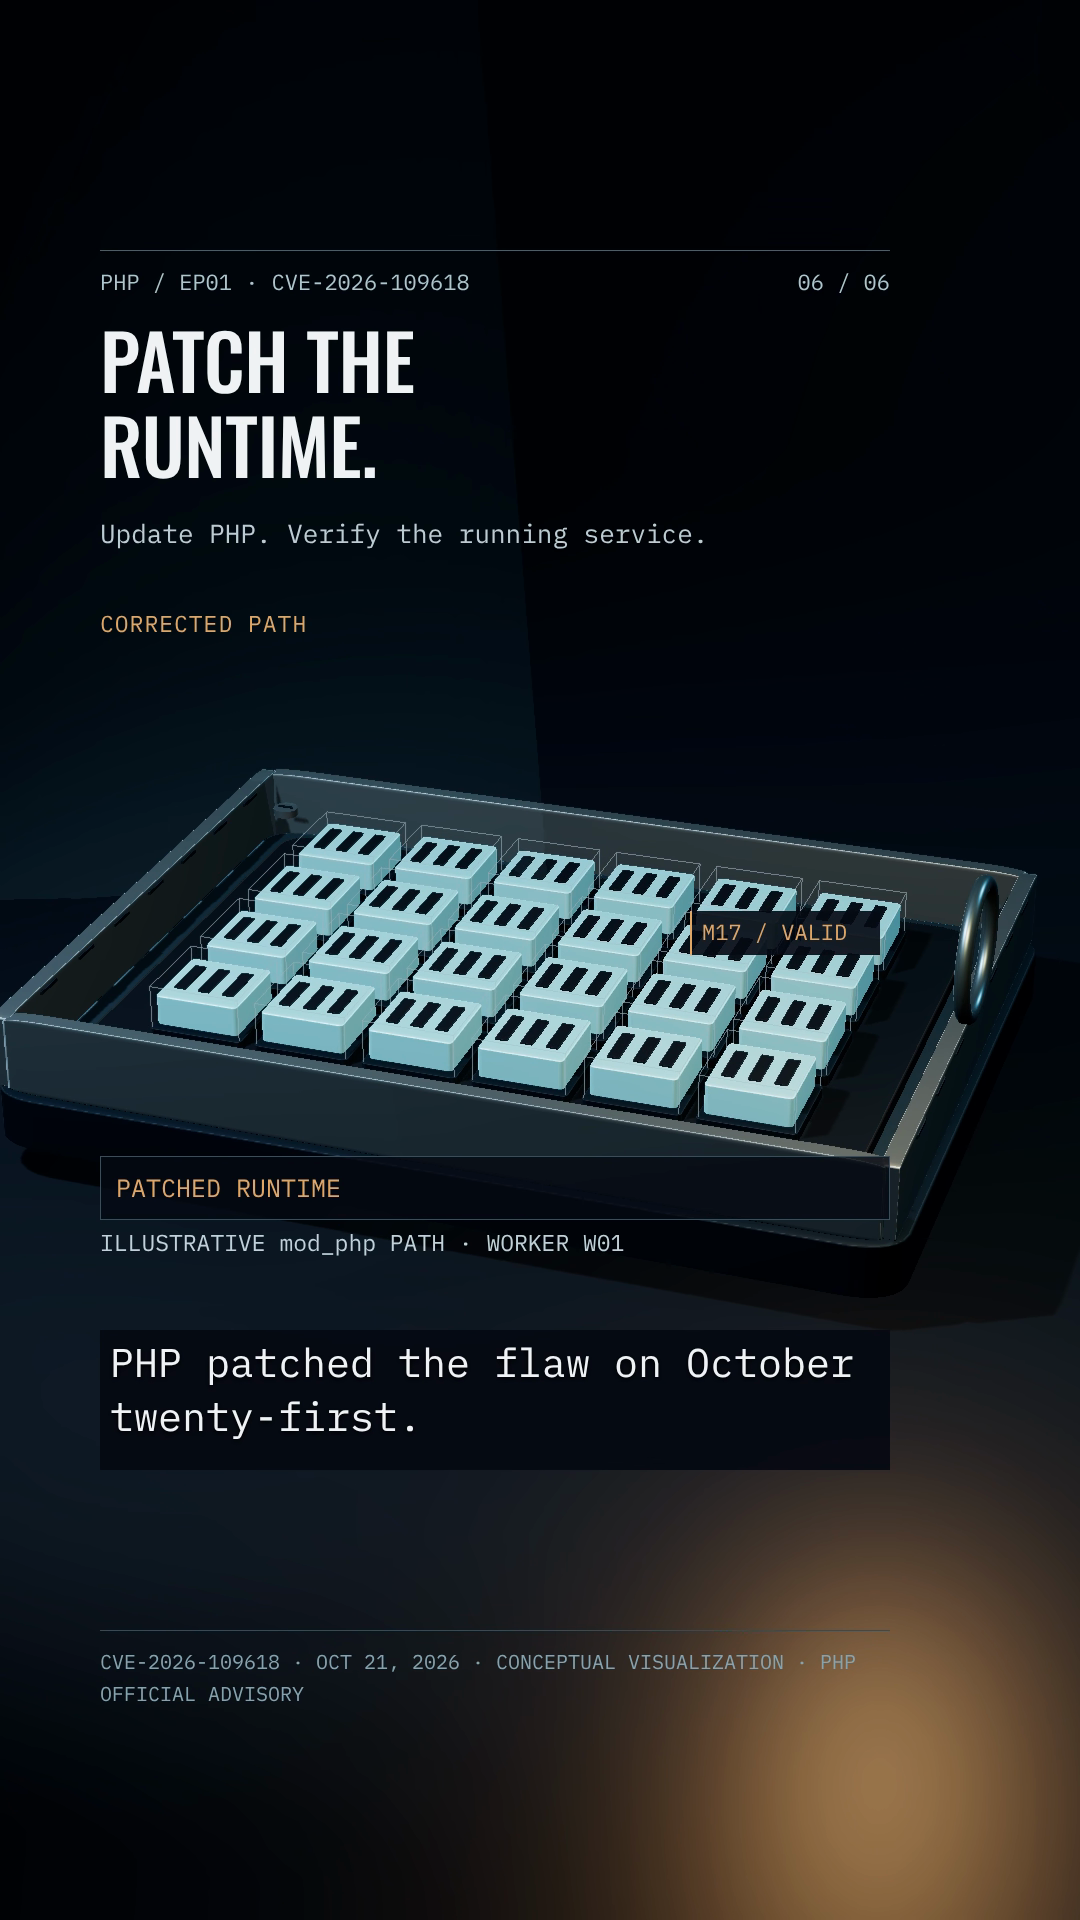 PHP / EP01 · CVE-2026-109618
06 / 06
PATCH THE
RUNTIME.
Update PHP. Verify the running service.
CORRECTED PATH
M17 / VALID
PATCHED RUNTIME
ILLUSTRATIVE mod_php PATH · WORKER W01
PHP patched the flaw on October
twenty-first.
CVE-2026-109618 · OCT 21, 2026 · CONCEPTUAL VISUALIZATION · PHP
OFFICIAL ADVISORY